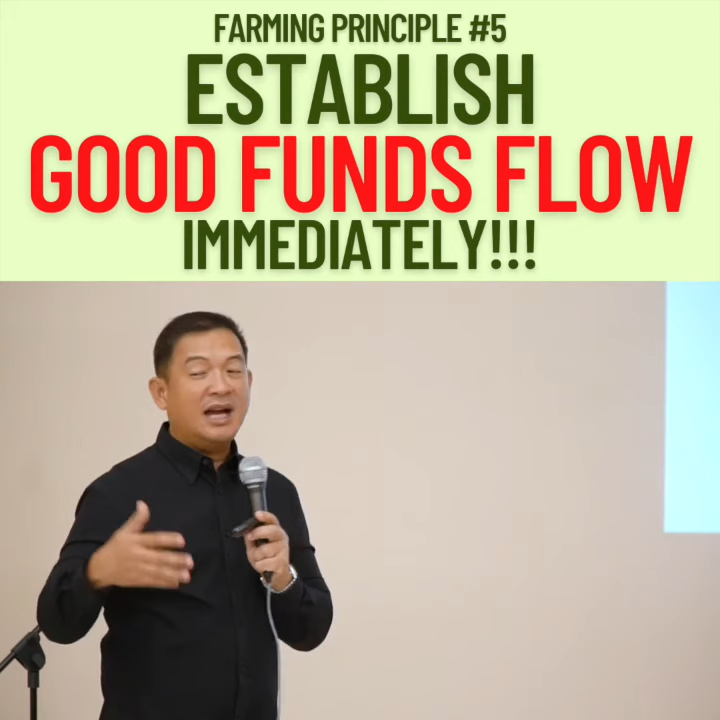 FARMING PRINCIPLE #5
ESTABLISH
GOOD FUNDS FLOW
IMMEDIATELY!!!